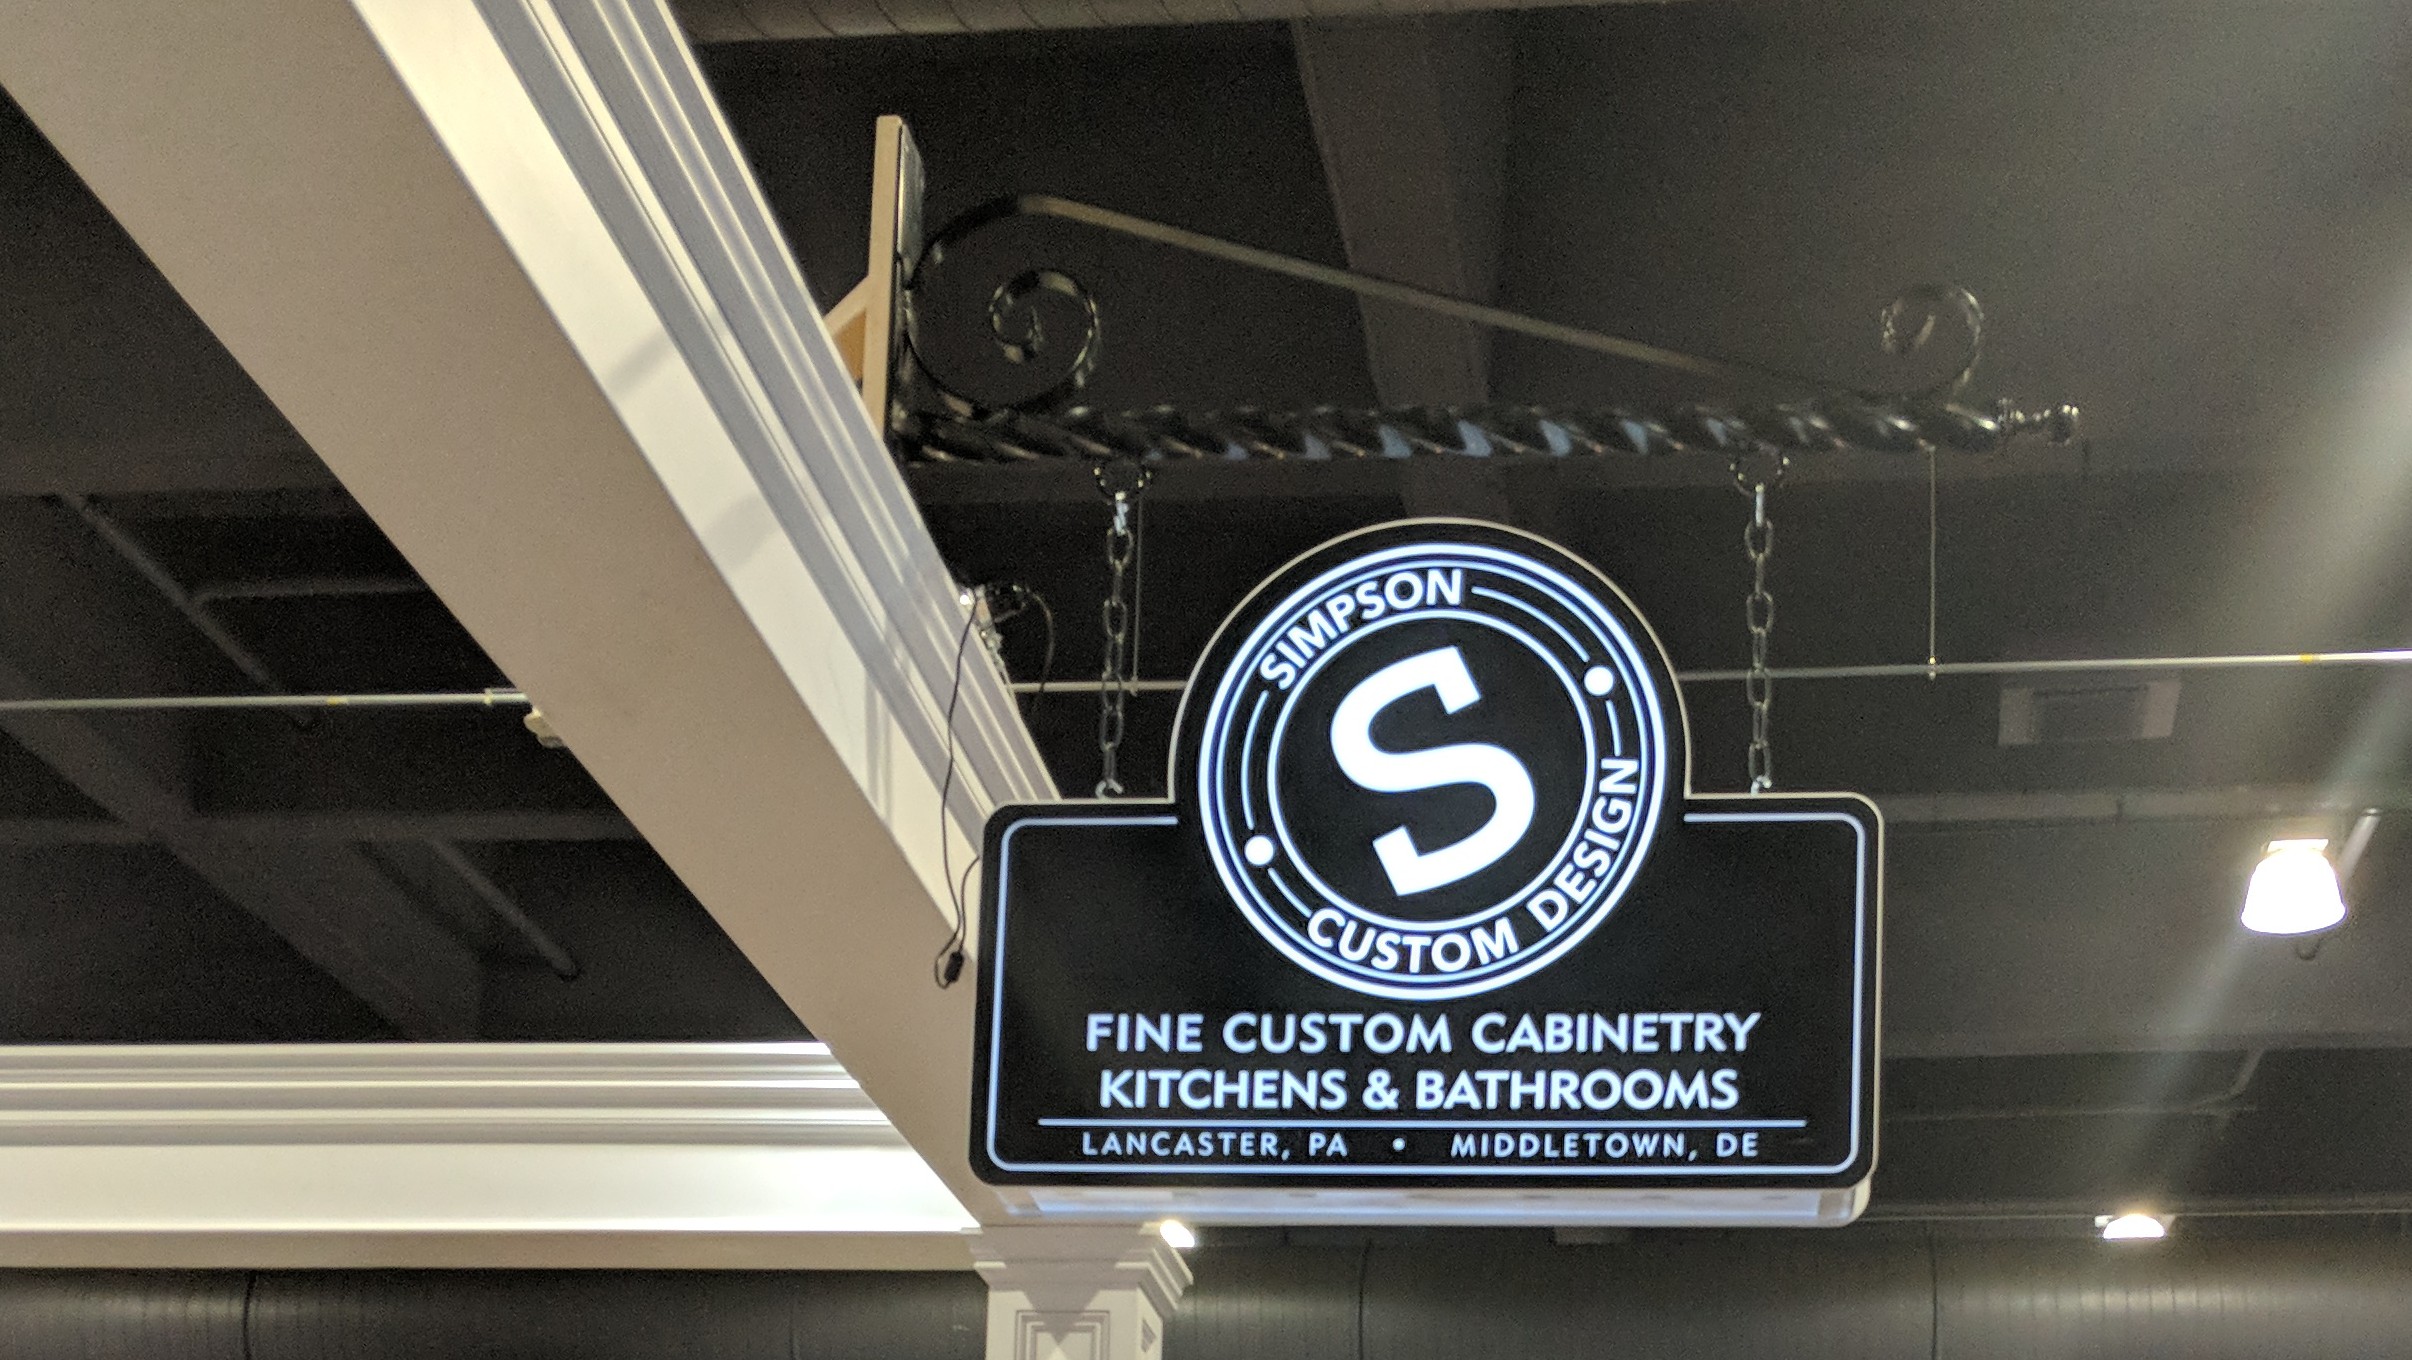 SIMPSON
S
CUSTOM DESIGN
FINE CUSTOM CABINETRY
KITCHENS & BATHROOMS
LANCASTER, PA • MIDDLETOWN, DE